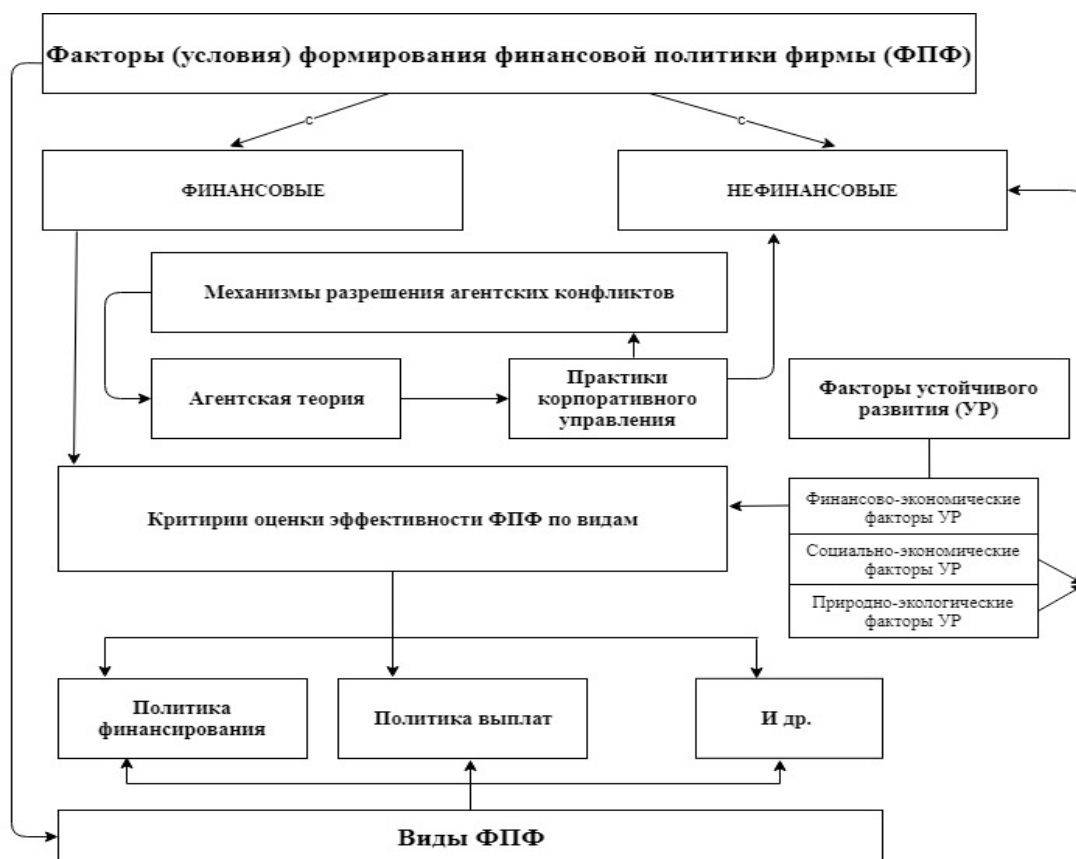 Факторы (условия) формирования финансовой политики фирмы (ФПФ)
с
с
ФИНАНСОВЫЕ
НЕФИНАНСОВЫЕ
Механизмы разрешения агентских конфликтов
Агентская теория
Практики
корпоративного
управления
Факторы устойчивого
развития (УР)
Критирии оценки эффективности ФПФ по видам
Финансово-экономические
факторы УР
Социально-экономические
факторы УР
Природно-экологические
факторы УР
Политика
финансирования
Политика выплат
И др.
Виды ФПФ